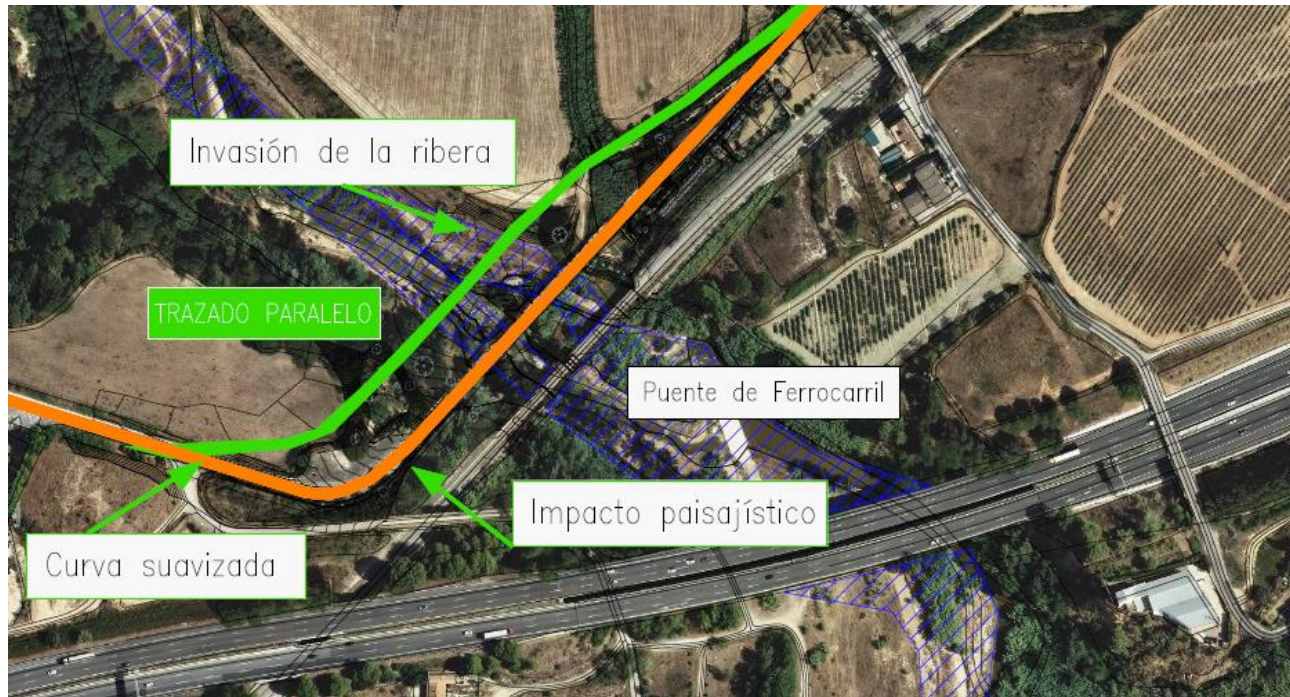 Invasión de la ribera
TRAZADO PARALELO
Puente de Ferrocarril
Impacto paisajístico
Curva suavizada